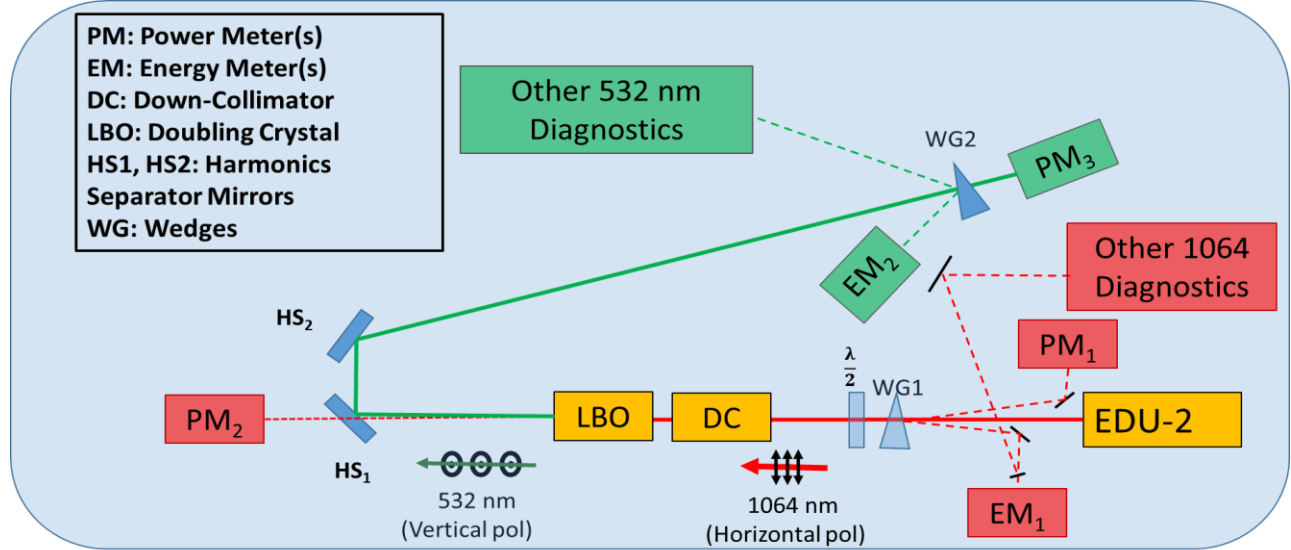 PM: Power Meter(s)
EM: Energy Meter(s)
DC: Down-Collimator
LBO: Doubling Crystal
HS1, HS2: Harmonics
Separator Mirrors
WG: Wedges
Other 532 nm
Diagnostics
WG2
PM₃
EM₂
Other 1064
Diagnostics
HS₂
PM₁
λ/2
WG1
PM₂
LBO
DC
EDU-2
HS₁
532 nm
(Vertical pol)
1064 nm
(Horizontal pol)
EM₁